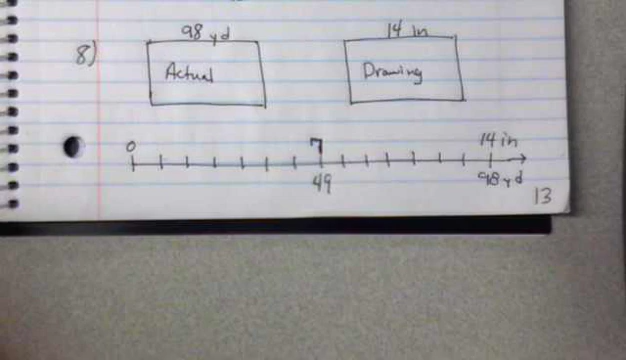 98 yd 14 in
8)
Actual Drawing
0 7 14 in
49 98 yd
13